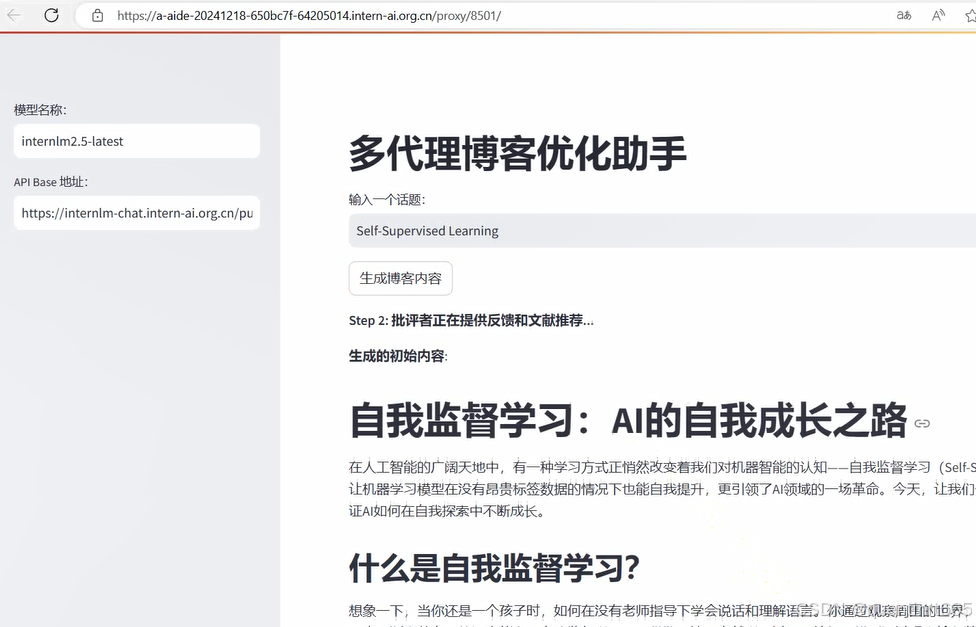 https://a-aide-20241218-650bc7f-64205014.intern-ai.org.cn/proxy/8501/
模型名称：
internlm2.5-latest
API Base 地址：
https://internlm-chat.intern-ai.org.cn/pu
多代理博客优化助手
输入一个话题：
Self-Supervised Learning
生成博客内容
Step 2: 批评者正在提供反馈和文献推荐...
生成的初始内容:
自我监督学习：AI的自我成长之路
在人工智能的广阔天地中，有一种学习方式正悄然改变着我们对机器智能的认知——自我监督学习（Self-S
让机器学习模型在没有昂贵标签数据的情况下也能自我提升，更引领了AI领域的一场革命。今天，让我们
证AI如何在自我探索中不断成长。
什么是自我监督学习？
想象一下，当你还是一个孩子时，如何在没有老师指导下学会说话和理解语言。你通过观察周围的世界，